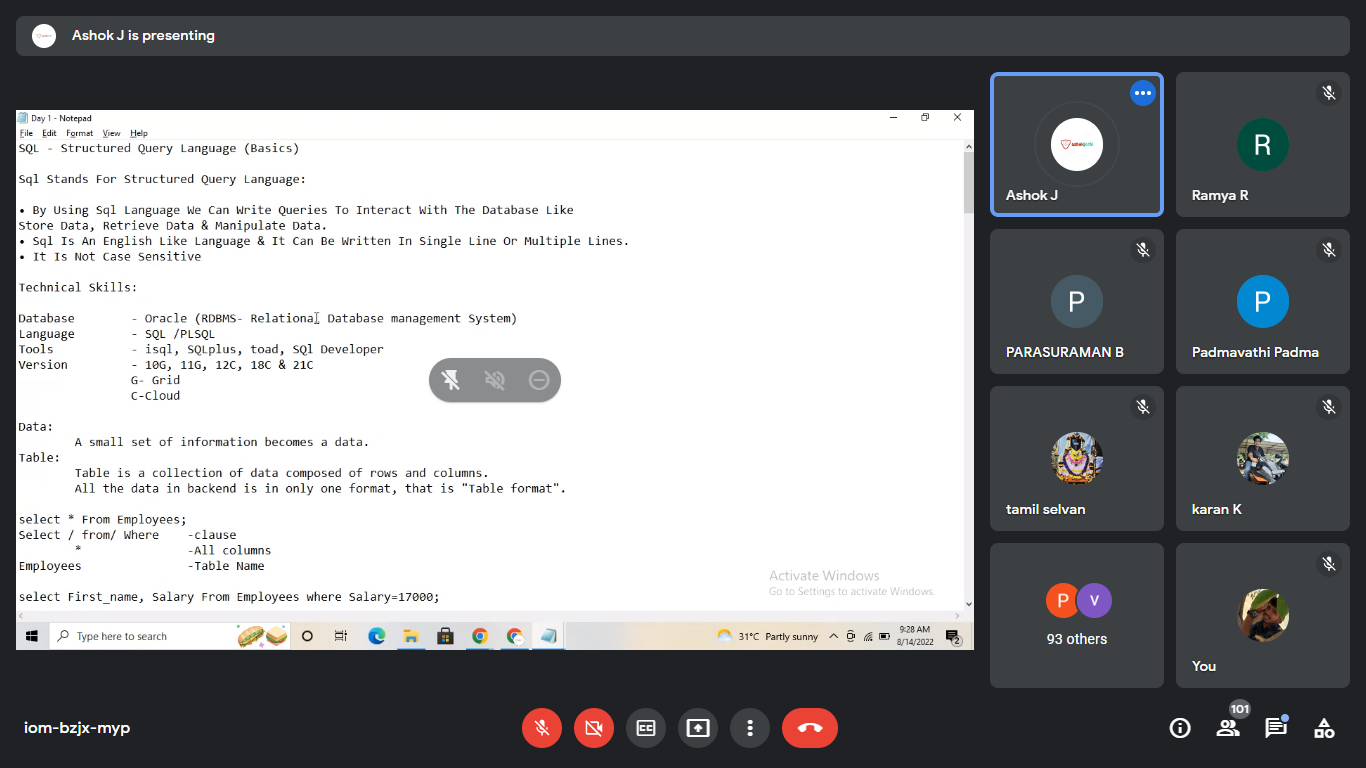 Ashok J is presenting
Day 1 - Notepad
File Edit Format View Help
SQL - Structured Query Language (Basics)
Sql Stands For Structured Query Language:
• By Using Sql Language We Can Write Queries To Interact With The Database Like
Store Data, Retrieve Data & Manipulate Data.
• Sql Is An English Like Language & It Can Be Written In Single Line Or Multiple Lines.
• It Is Not Case Sensitive
Technical Skills:
Database - Oracle (RDBMS- Relational Database management System)
Language - SQL /PLSQL
Tools - isql, SQLplus, toad, SQl Developer
Version - 10G, 11G, 12C, 18C & 21C
G- Grid
C-Cloud
Data:
A small set of information becomes a data.
Table:
Table is a collection of data composed of rows and columns.
All the data in backend is in only one format, that is "Table format".
select * From Employees;
Select / from/ Where -clause
* -All columns
Employees -Table Name
select First_name, Salary From Employees where Salary=17000;
Activate Windows
Go to Settings to activate Windows.
Type here to search
31°C Partly sunny
9:28 AM
8/14/2022
2
Ashok J
R
Ramya R
P
PARASURAMAN B
P
Padmavathi Padma
tamil selvan
karan K
P V
93 others
You
iom-bzjx-myp
CC
101